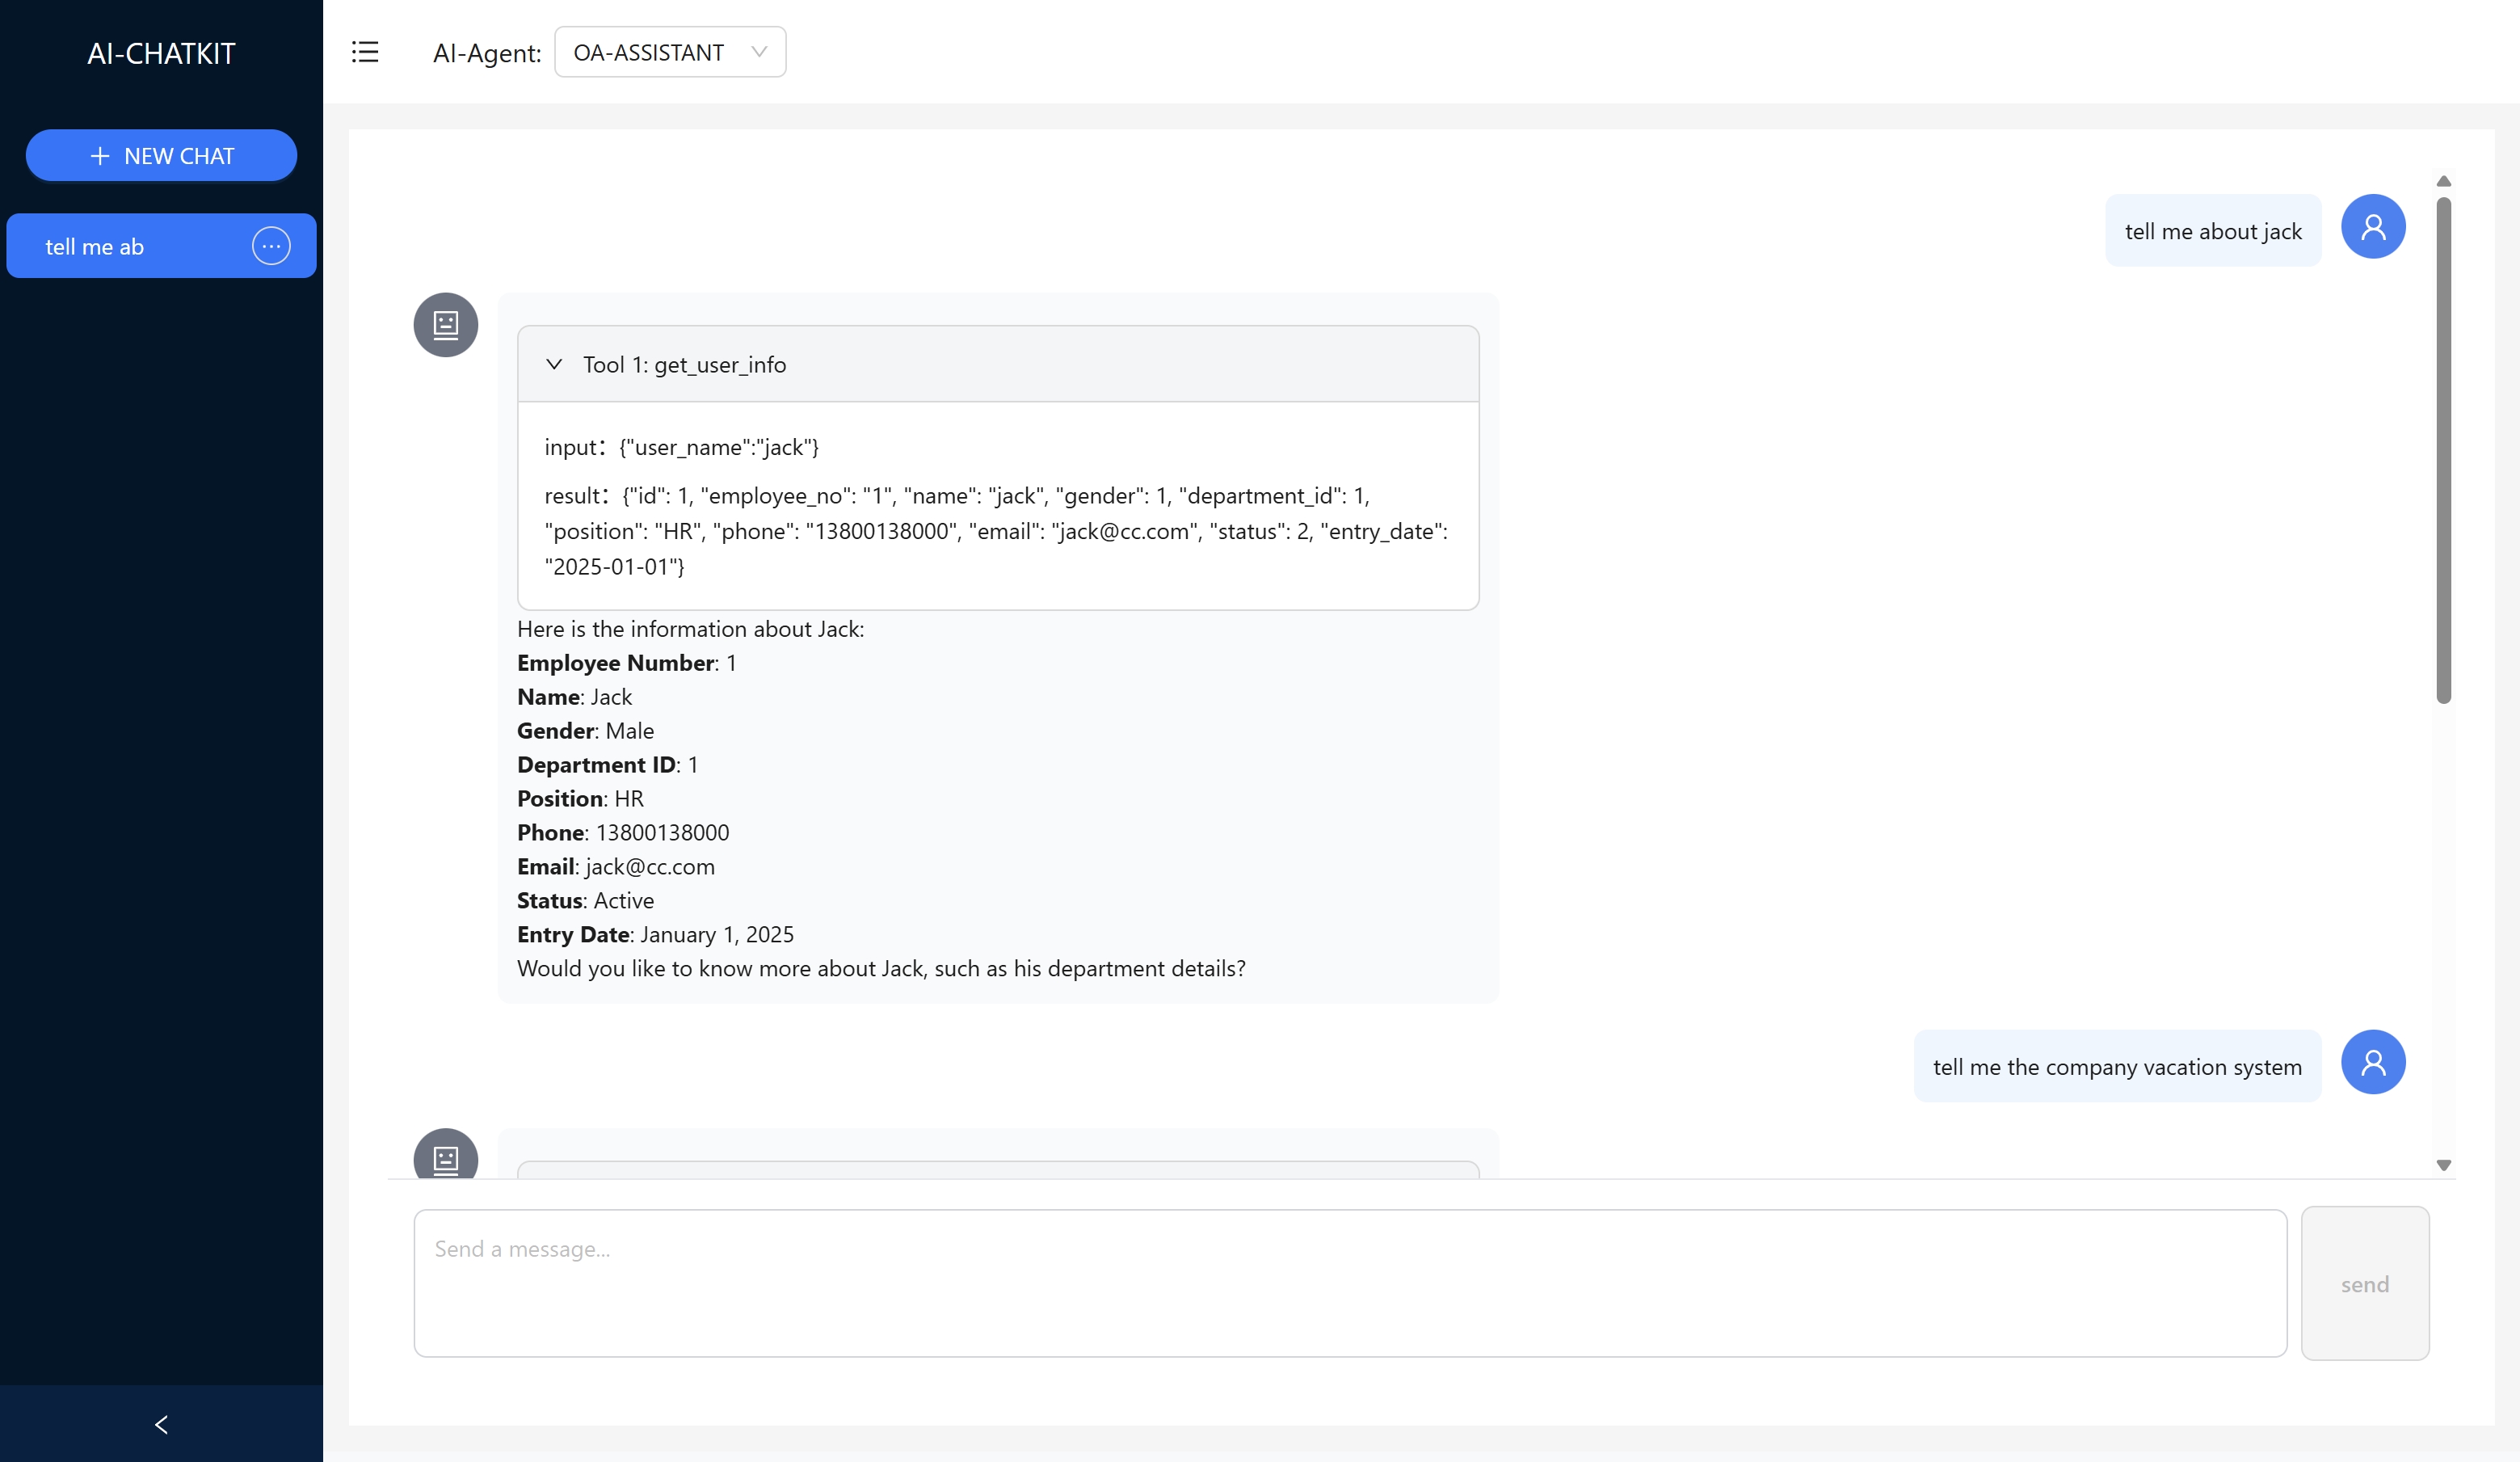 AI-CHATKIT
AI-Agent:
OA-ASSISTANT
NEW CHAT
tell me ab
tell me about jack
Tool 1: get_user_info
input：{"user_name":"jack"}
result：{"id": 1, "employee_no": "1", "name": "jack", "gender": 1, "department_id": 1,
"position": "HR", "phone": "13800138000", "email": "jack@cc.com", "status": 2, "entry_date":
"2025-01-01"}
Here is the information about Jack:
Employee Number: 1
Name: Jack
Gender: Male
Department ID: 1
Position: HR
Phone: 13800138000
Email: jack@cc.com
Status: Active
Entry Date: January 1, 2025
Would you like to know more about Jack, such as his department details?
tell me the company vacation system
Send a message...
send